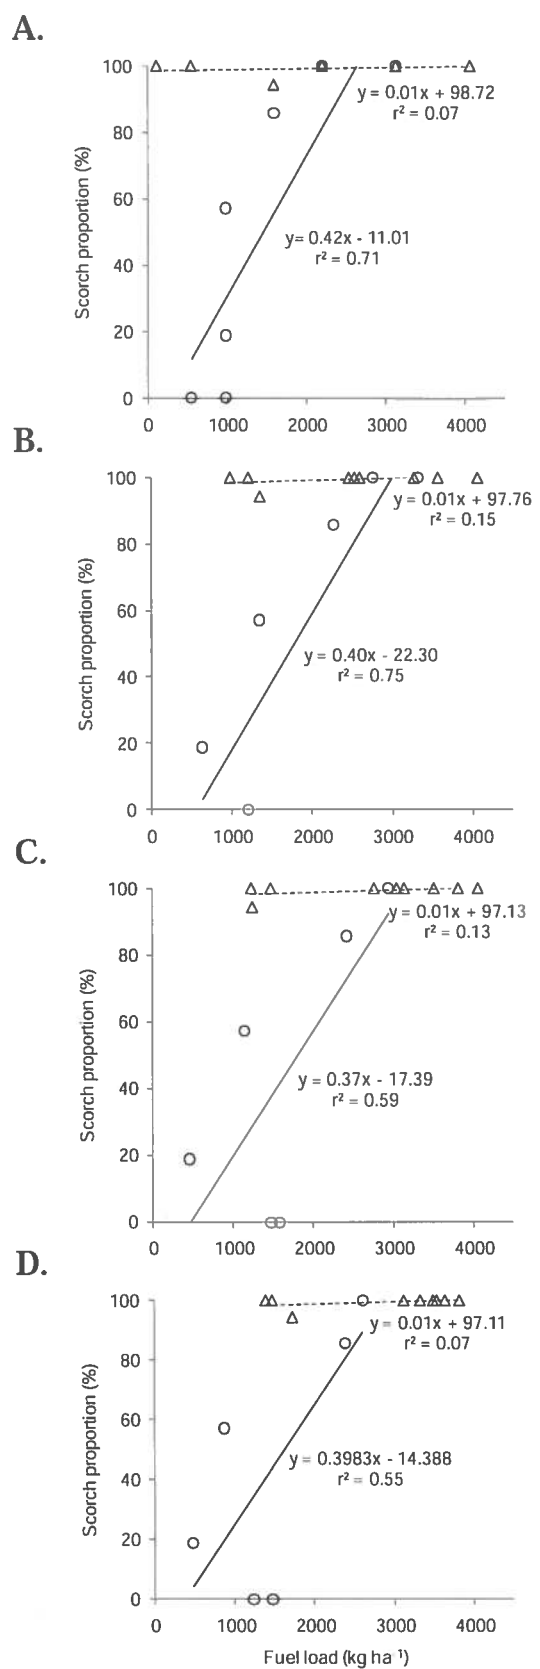 A.
100
80
60
40
20
0
Scorch proportion (%)
y = 0.01x + 98.72
r² = 0.07
y= 0.42x - 11.01
r² = 0.71
0 1000 2000 3000 4000
B.
100
80
60
40
20
0
Scorch proportion (%)
y = 0.01x + 97.76
r² = 0.15
y = 0.40x - 22.30
r² = 0.75
0 1000 2000 3000 4000
C.
100
80
60
40
20
0
Scorch proportion (%)
y = 0.01x + 97.13
r² = 0.13
y = 0.37x - 17.39
r² = 0.59
0 1000 2000 3000 4000
D.
100
80
60
40
20
0
Scorch proportion (%)
y = 0.01x + 97.11
r² = 0.07
y = 0.3983x - 14.388
r² = 0.55
0 1000 2000 3000 4000
Fuel load (kg ha⁻¹)